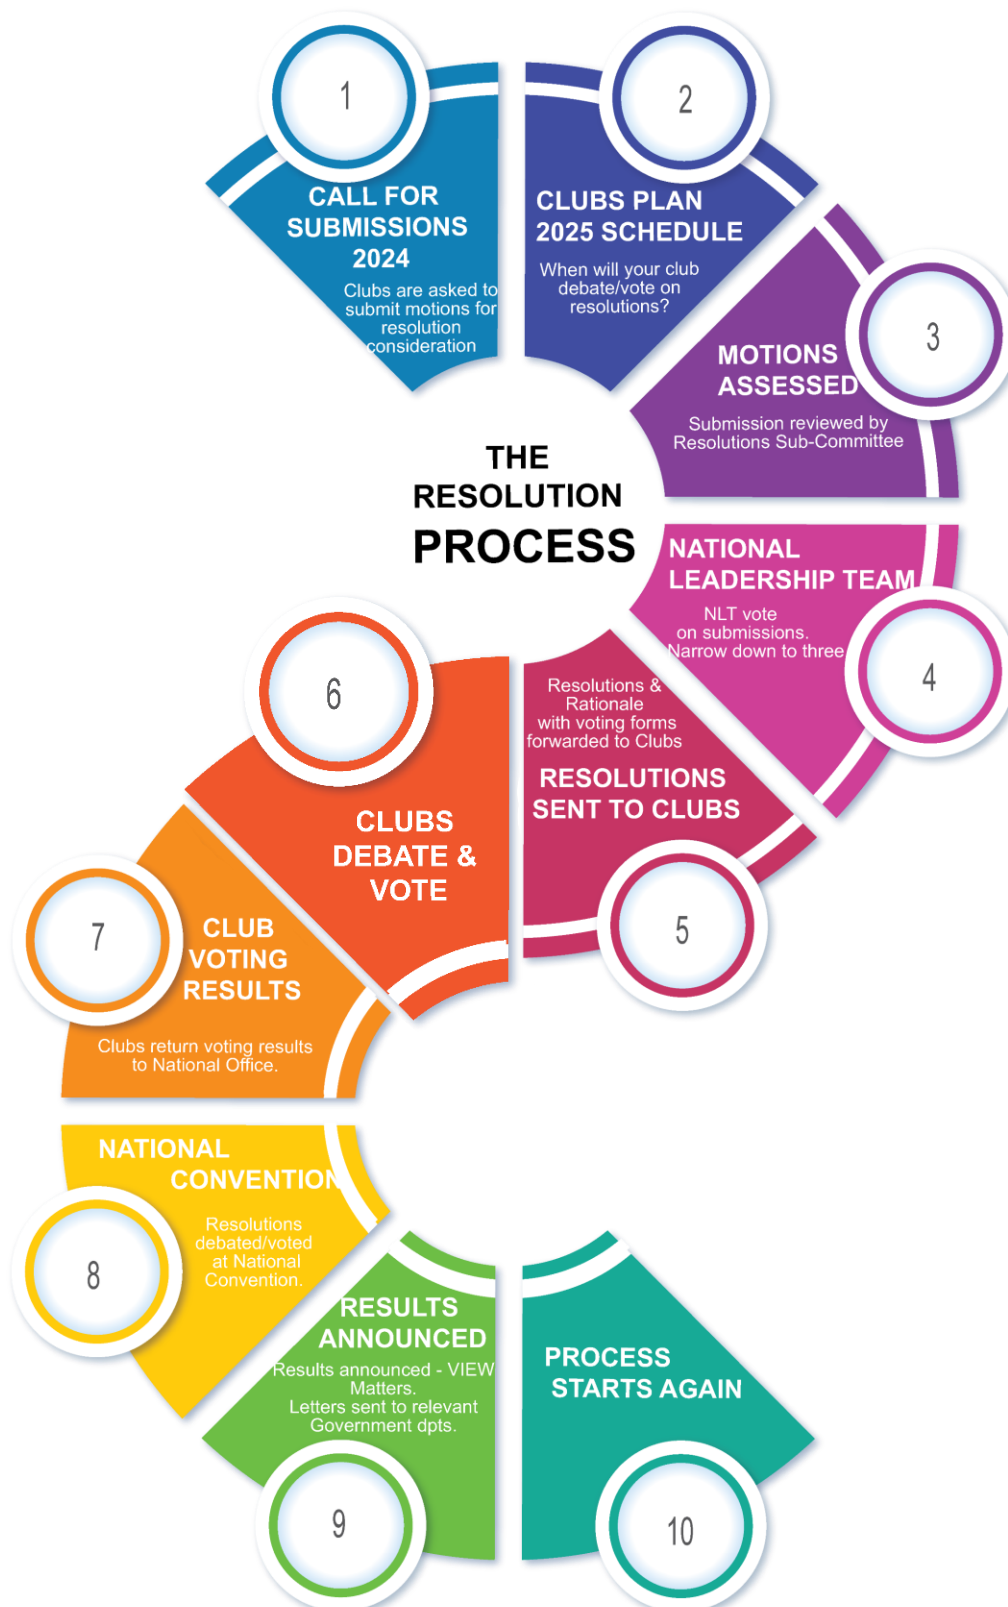 1
CALL FOR
SUBMISSIONS
2024
Clubs are asked to
submit motions for
resolution
consideration
2
CLUBS PLAN
2025 SCHEDULE
When will your club
debate/vote on
resolutions?
3
MOTIONS
ASSESSED
Submission reviewed by
Resolutions Sub-Committee
THE
RESOLUTION
PROCESS
NATIONAL
LEADERSHIP TEAM
NLT vote
on submissions.
Narrow down to three
4
Resolutions &
Rationale
with voting forms
forwarded to Clubs
RESOLUTIONS
SENT TO CLUBS
5
6
CLUBS
DEBATE &
VOTE
7
CLUB
VOTING
RESULTS
Clubs return voting results
to National Office.
NATIONAL
CONVENTION
Resolutions
debated/voted
at National
Convention.
8
RESULTS
ANNOUNCED
Results announced - VIEW
Matters.
Letters sent to relevant
Government dpts.
9
PROCESS
STARTS AGAIN
10